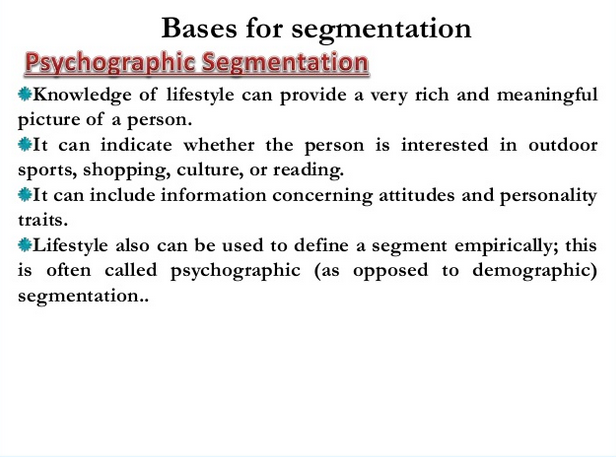 Bases for segmentation
Psychographic Segmentation
Knowledge of lifestyle can provide a very rich and meaningful
picture of a person.
It can indicate whether the person is interested in outdoor
sports, shopping, culture, or reading.
It can include information concerning attitudes and personality
traits.
Lifestyle also can be used to define a segment empirically; this
is often called psychographic (as opposed to demographic)
segmentation..